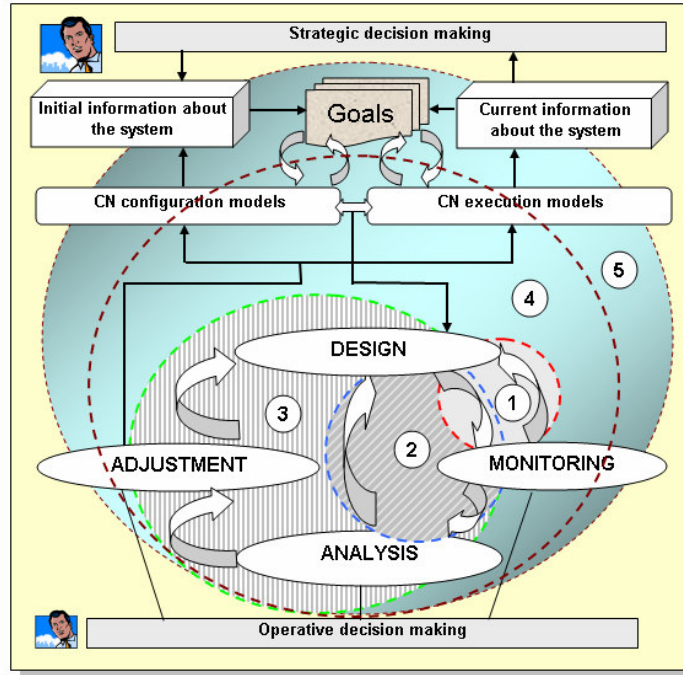 Strategic decision making
Initial information about
the system
Goals
Current information
about the system
CN configuration models
CN execution models
5
4
DESIGN
1
3
2
ADJUSTMENT
MONITORING
ANALYSIS
Operative decision making